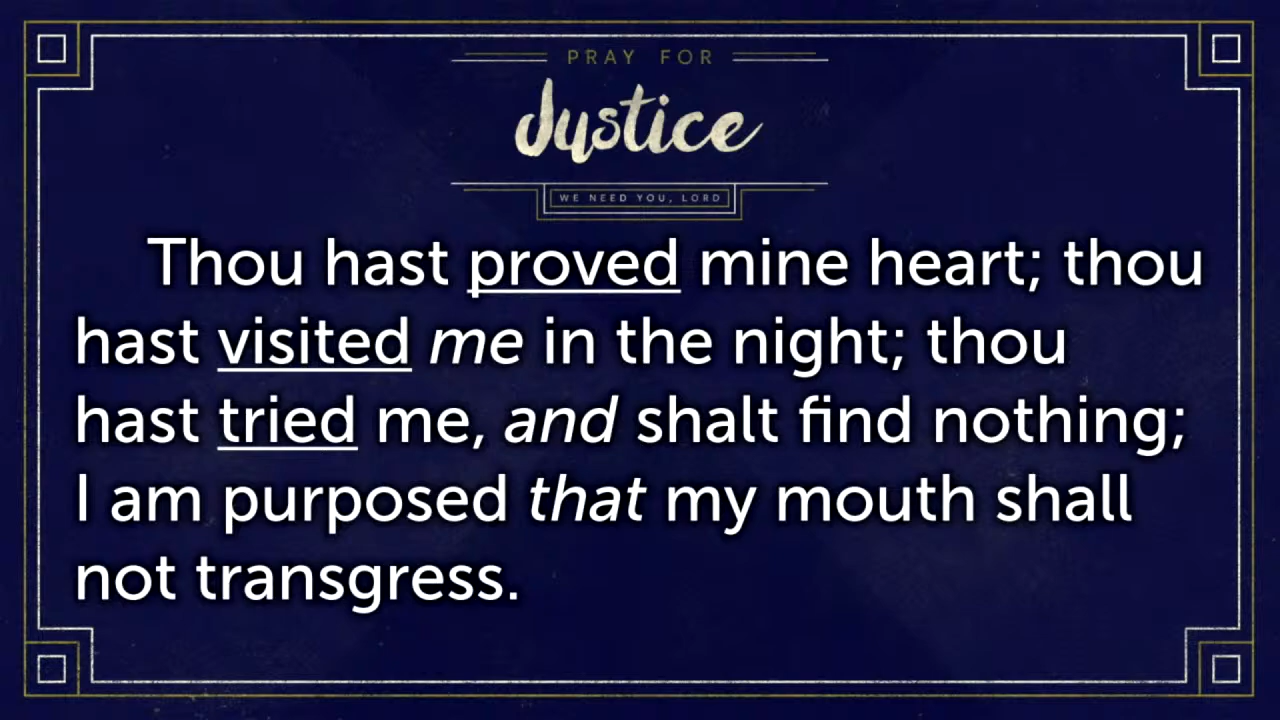 PRAY FOR
Justice
WE NEED YOU, LORD
Thou hast proved mine heart; thou
hast visited me in the night; thou
hast tried me, and shalt find nothing;
I am purposed that my mouth shall
not transgress.